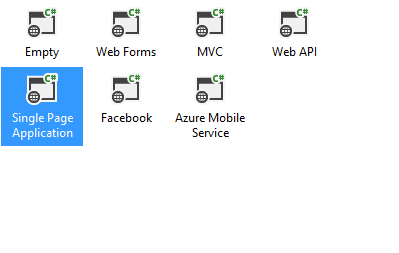 C# C# C# C#
Empty Web Forms MVC Web API
C# C# C#
Single Page Facebook Azure Mobile
Application Service